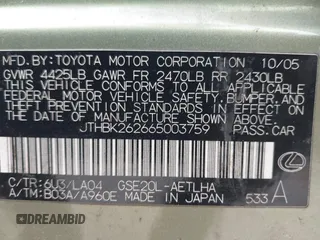 MFD.BY:TOYOTA MOTOR CORPORATION 10/05
GVWR 4425LB GAWR FR 2470LB RR 2430LB
THIS VEHICLE CONFORMS TO ALL APPLICABLE
FEDERAL MOTOR VEHICLE SAFETY, BUMPER, AND
THEFT PREVENTION STANDARDS IN EFFECT ON
THE DATE OF MANUFACTURE SHOWN ABOVE.
JTHBK262665003759 PASS. CAR
C/TR: 6U3/LA04 GSE20L-AETLHA
A/TM: B03A/A960E MADE IN JAPAN 533 A